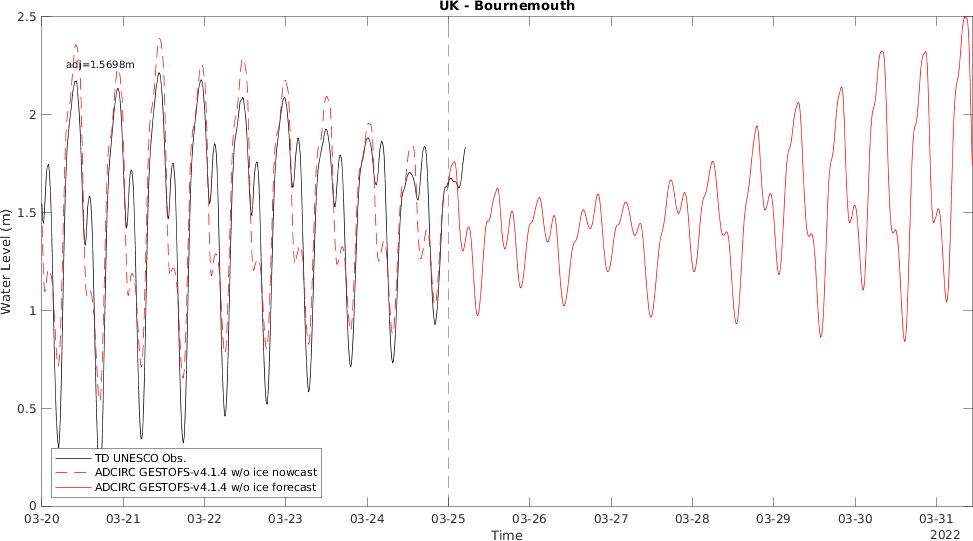 UK - Bournemouth
2.5
adj=1.5698m
2
1.5
Water Level (m)
1
0.5
TD UNESCO Obs.
ADCIRC GESTOFS-v4.1.4 w/o ice nowcast
ADCIRC GESTOFS-v4.1.4 w/o ice forecast
0
03-20 03-21 03-22 03-23 03-24 03-25 03-26 03-27 03-28 03-29 03-30 03-31
Time
2022